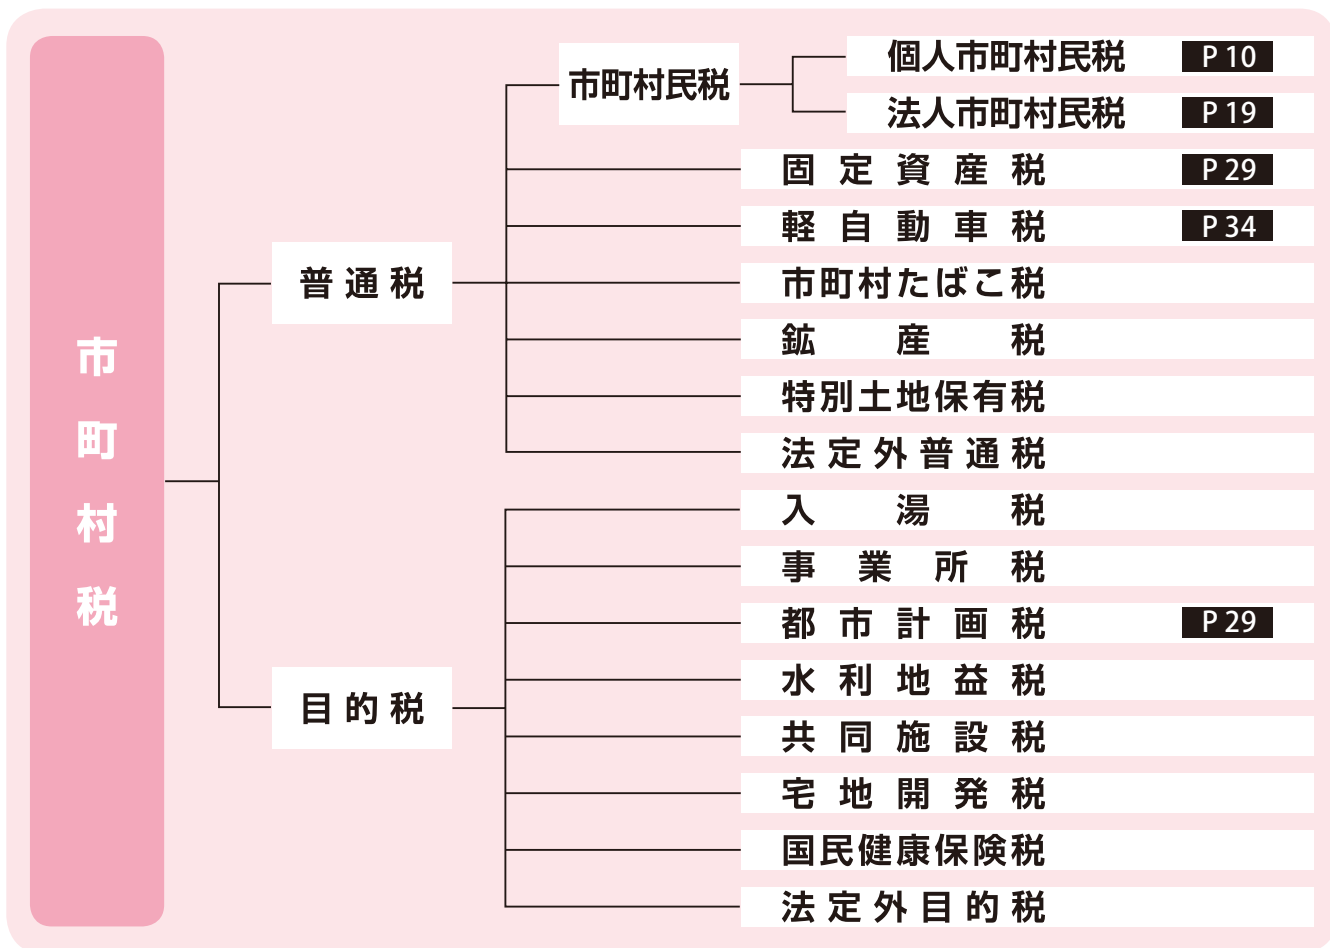 市町村税
普通税
市町村民税
個人市町村民税 P 10
法人市町村民税 P 19
固定資産税 P 29
軽自動車税 P 34
市町村たばこ税
鉱産税
特別土地保有税
法定外普通税
目的税
入湯税
事業所税
都市計画税 P 29
水利地益税
共同施設税
宅地開発税
国民健康保険税
法定外目的税